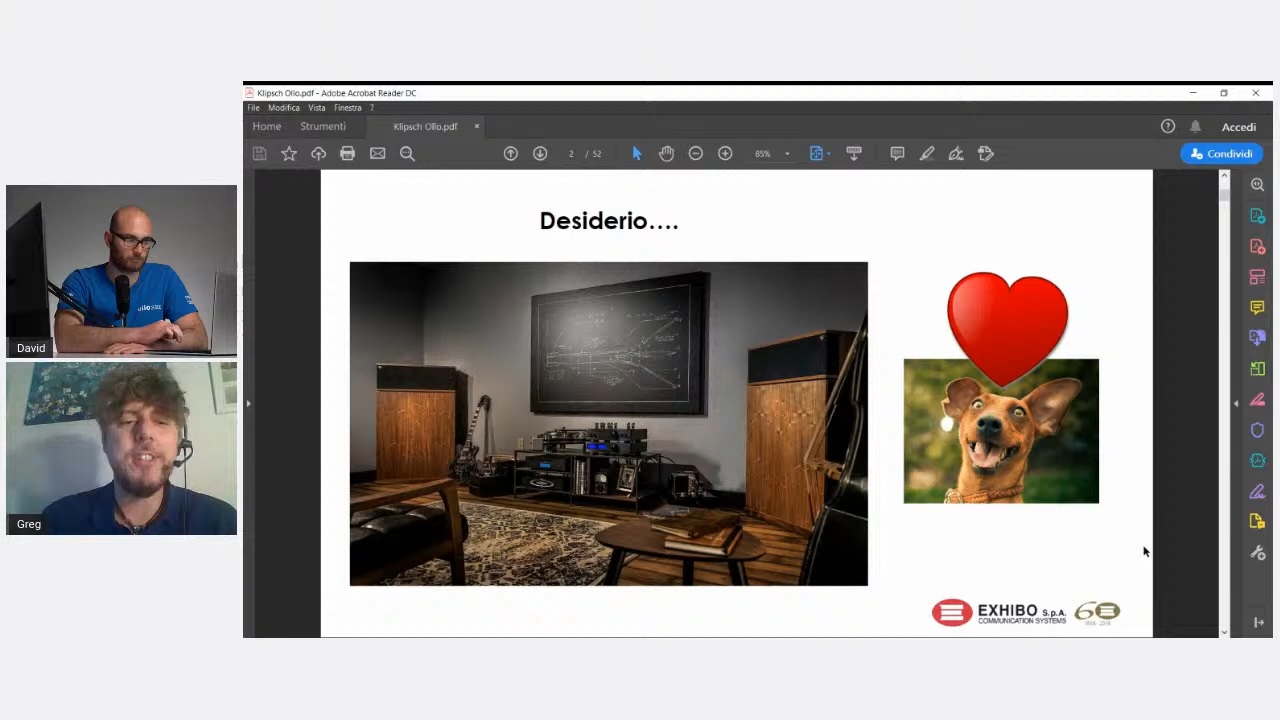 Klipsch Ollo.pdf - Adobe Acrobat Reader DC
File Modifica Vista Finestra ?
Home Strumenti Klipsch Ollo.pdf × Accedi
2 / 52 85% Condividi
Desiderio....
David
Greg
EXHIBO S.p.A.
COMMUNICATION SYSTEMS
60